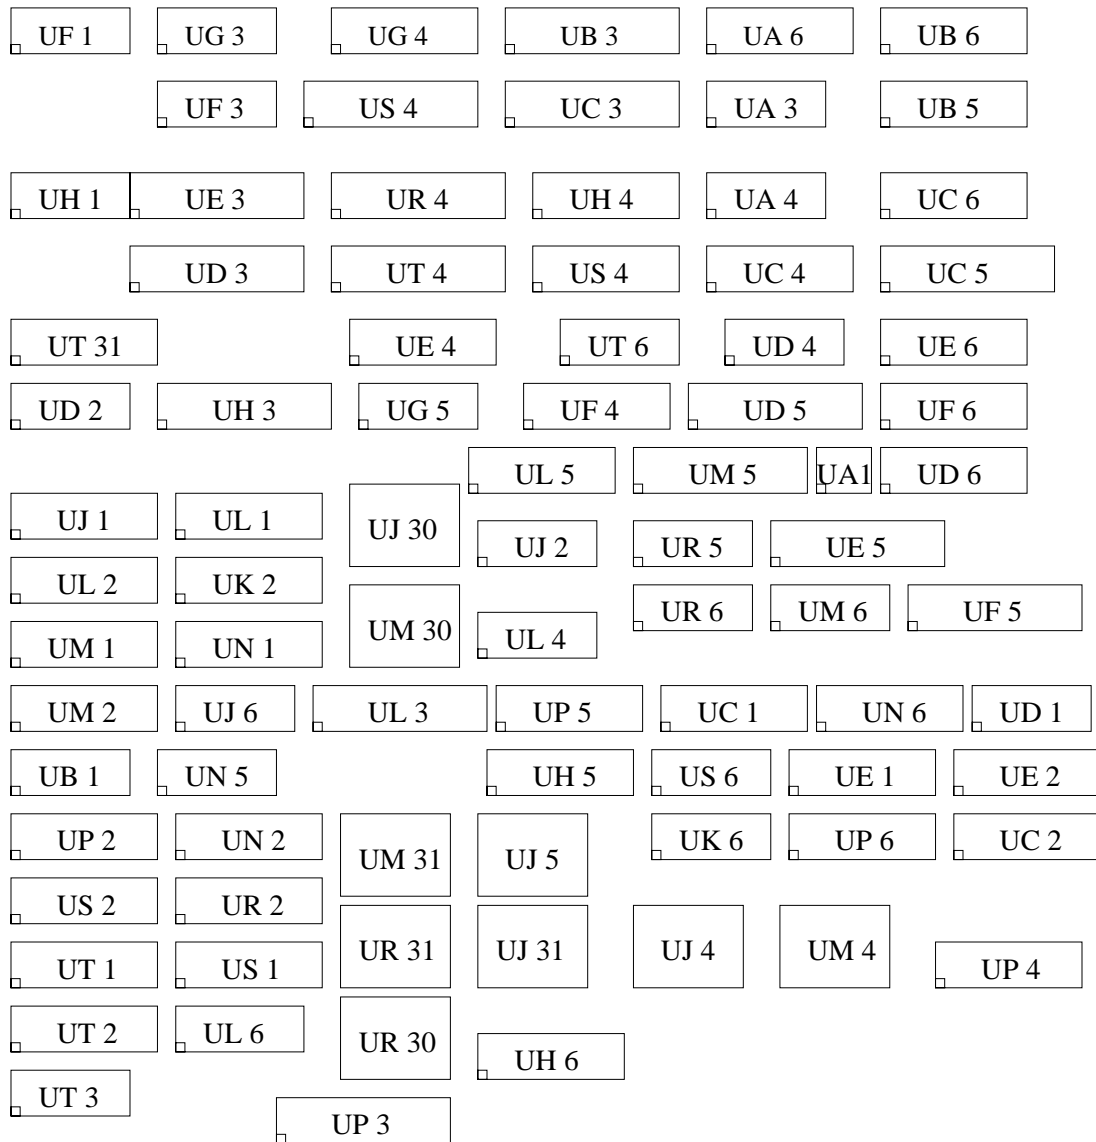 UF 1 UG 3 UG 4 UB 3 UA 6 UB 6
UF 3 US 4 UC 3 UA 3 UB 5
UH 1 UE 3 UR 4 UH 4 UA 4 UC 6
UD 3 UT 4 US 4 UC 4 UC 5
UT 31 UE 4 UT 6 UD 4 UE 6
UD 2 UH 3 UG 5 UF 4 UD 5 UF 6
UL 5 UM 5 UA1 UD 6
UJ 1 UL 1 UJ 30
UJ 2 UR 5 UE 5
UL 2 UK 2
UR 6 UM 6 UF 5
UM 1 UN 1 UM 30 UL 4
UM 2 UJ 6 UL 3 UP 5 UC 1 UN 6 UD 1
UB 1 UN 5 UH 5 US 6 UE 1 UE 2
UP 2 UN 2 UM 31 UJ 5 UK 6 UP 6 UC 2
US 2 UR 2
UR 31 UJ 31 UJ 4 UM 4
UT 1 US 1 UP 4
UT 2 UL 6 UR 30 UH 6
UT 3
UP 3